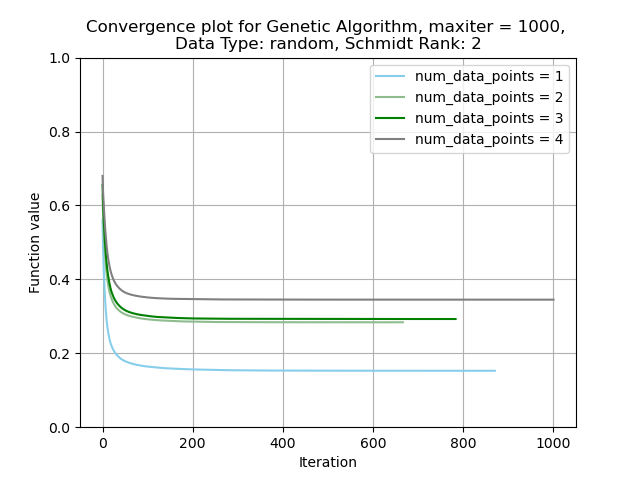 Convergence plot for Genetic Algorithm, maxiter = 1000,
Data Type: random, Schmidt Rank: 2
num_data_points = 1
num_data_points = 2
num_data_points = 3
num_data_points = 4
Function value
1.0
0.8
0.6
0.4
0.2
0.0
0 200 400 600 800 1000
Iteration